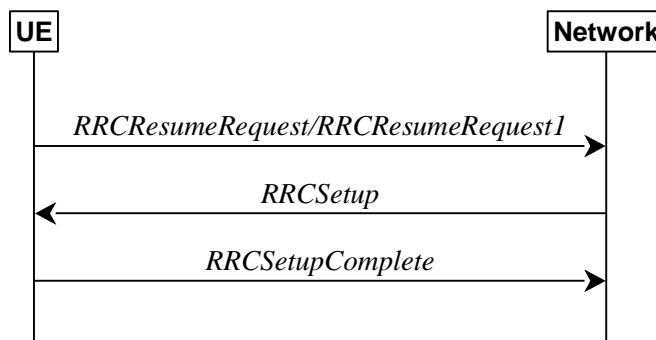 UE
Network
RRCResumeRequest/RRCResumeRequest1
RRCSetup
RRCSetupComplete